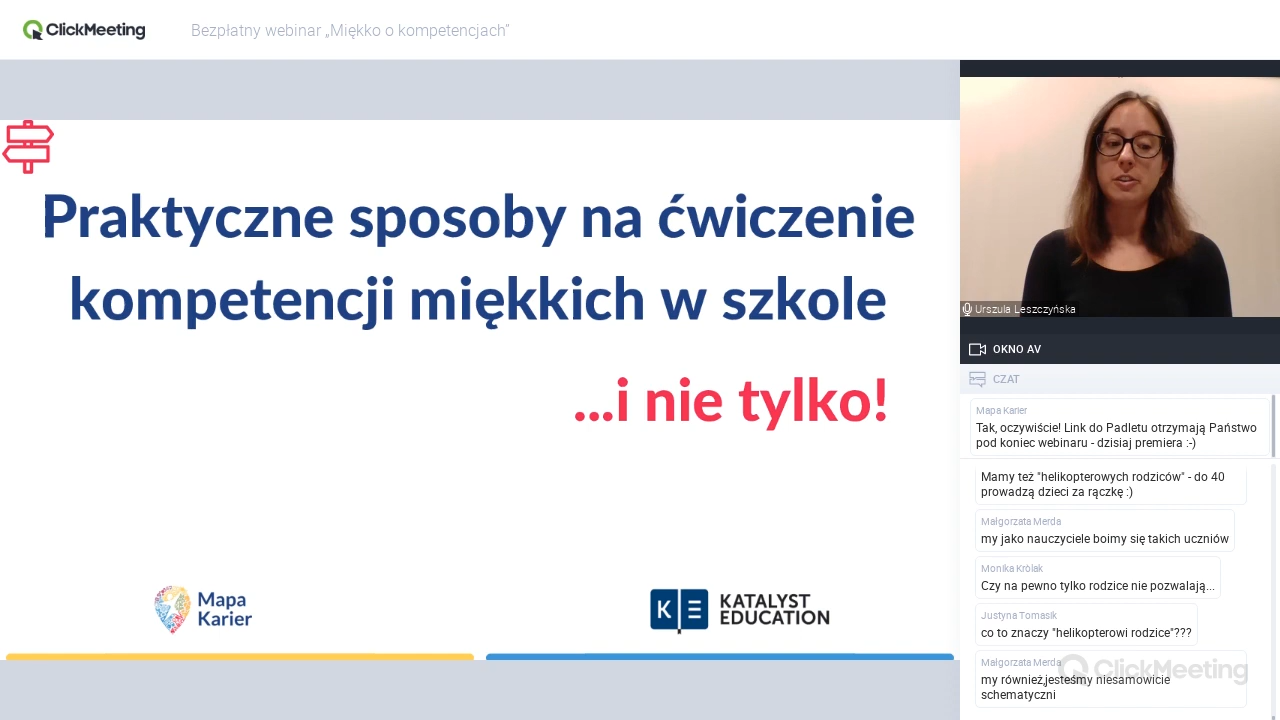 ClickMeeting
Bezpłatny webinar „Miękko o kompetencjach"
Praktyczne sposoby na ćwiczenie
kompetencji miękkich w szkole
...i nie tylko!
Mapa
Karier
K E
KATALYST
EDUCATION
Urszula Leszczyńska
OKNO AV
CZAT
Mapa Karier
Tak, oczywiście! Link do Padletu otrzymają Państwo
pod koniec webinaru - dzisiaj premiera :-)
Mamy też "helikopterowych rodziców" - do 40
prowadzą dzieci za rączkę :)
Małgorzata Merda
my jako nauczyciele boimy się takich uczniów
Monika Królak
Czy na pewno tylko rodzice nie pozwalają...
Justyna Tomasik
co to znaczy "helikopterowi rodzice"???
Małgorzata Merda
my również,jesteśmy niesamowicie
schematyczni
ClickMeeting